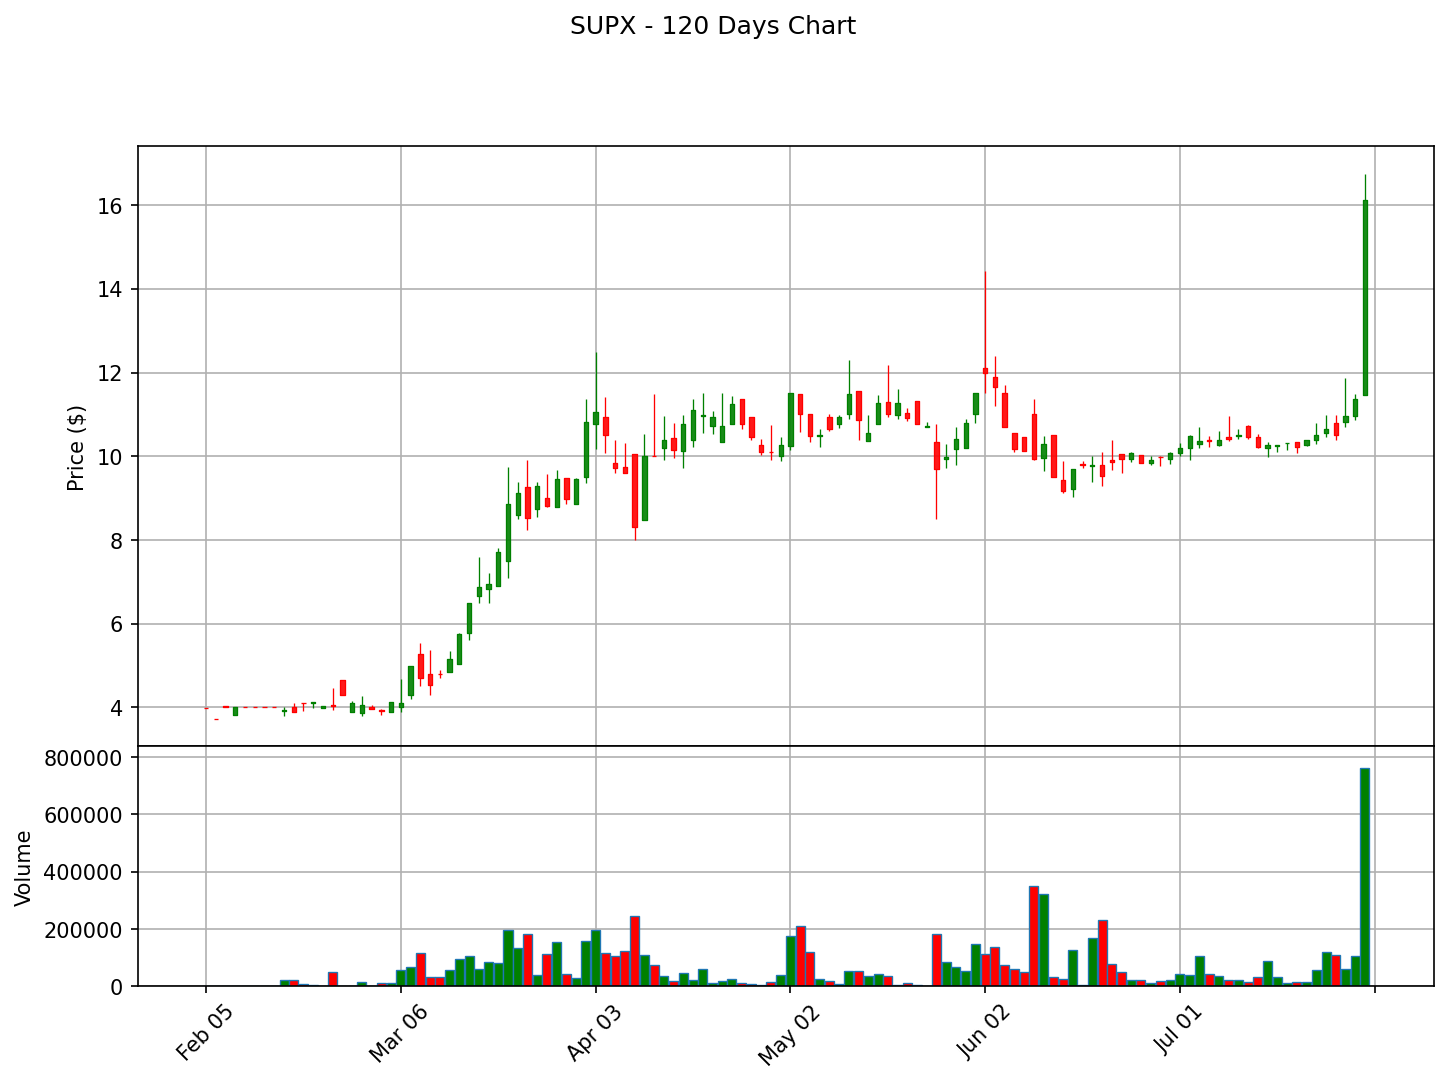 SUPX - 120 Days Chart
Price ($)
16
14
12
10
8
6
4
Volume
800000
600000
400000
200000
0
Feb 05
Mar 06
Apr 03
May 02
Jun 02
Jul 01